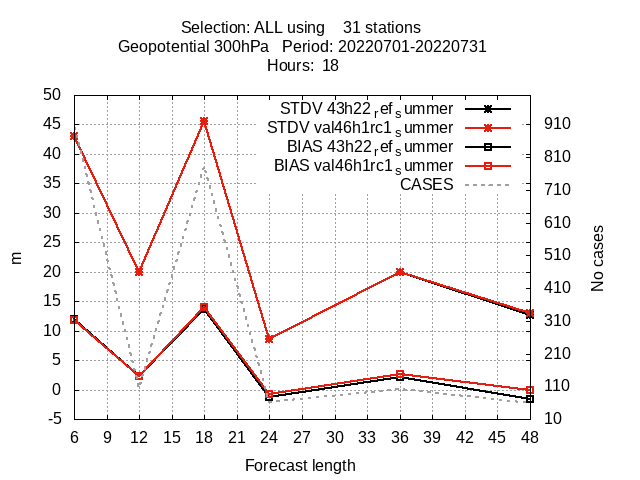 Selection: ALL using 31 stations
Geopotential 300hPa Period: 20220701-20220731
Hours: 18
STDV 43h22_ref_summer
STDV val46h1rc1_summer
BIAS 43h22_ref_summer
BIAS val46h1rc1_summer
CASES
50
45
40
35
30
25
20
15
10
5
0
-5
m
910
810
710
610
510
410
310
210
110
10
No cases
6 9 12 15 18 21 24 27 30 33 36 39 42 45 48
Forecast length